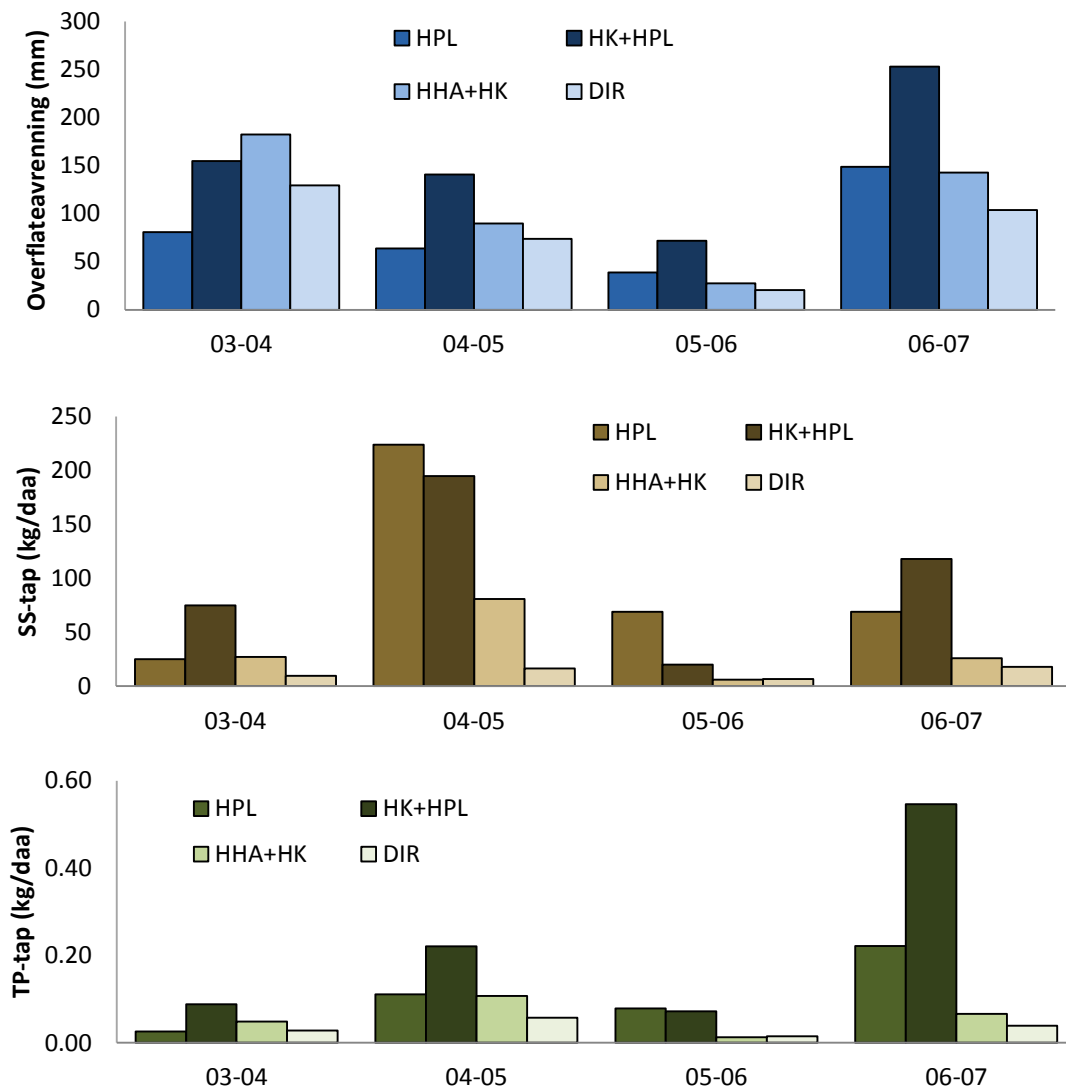 Overflateavrenning (mm)
300
250
200
150
100
50
0
HPL HK+HPL
HHA+HK DIR
03-04 04-05 05-06 06-07
SS-tap (kg/daa)
250
200
150
100
50
0
HPL HK+HPL
HHA+HK DIR
03-04 04-05 05-06 06-07
TP-tap (kg/daa)
0.60
0.40
0.20
0.00
HPL HK+HPL
HHA+HK DIR
03-04 04-05 05-06 06-07